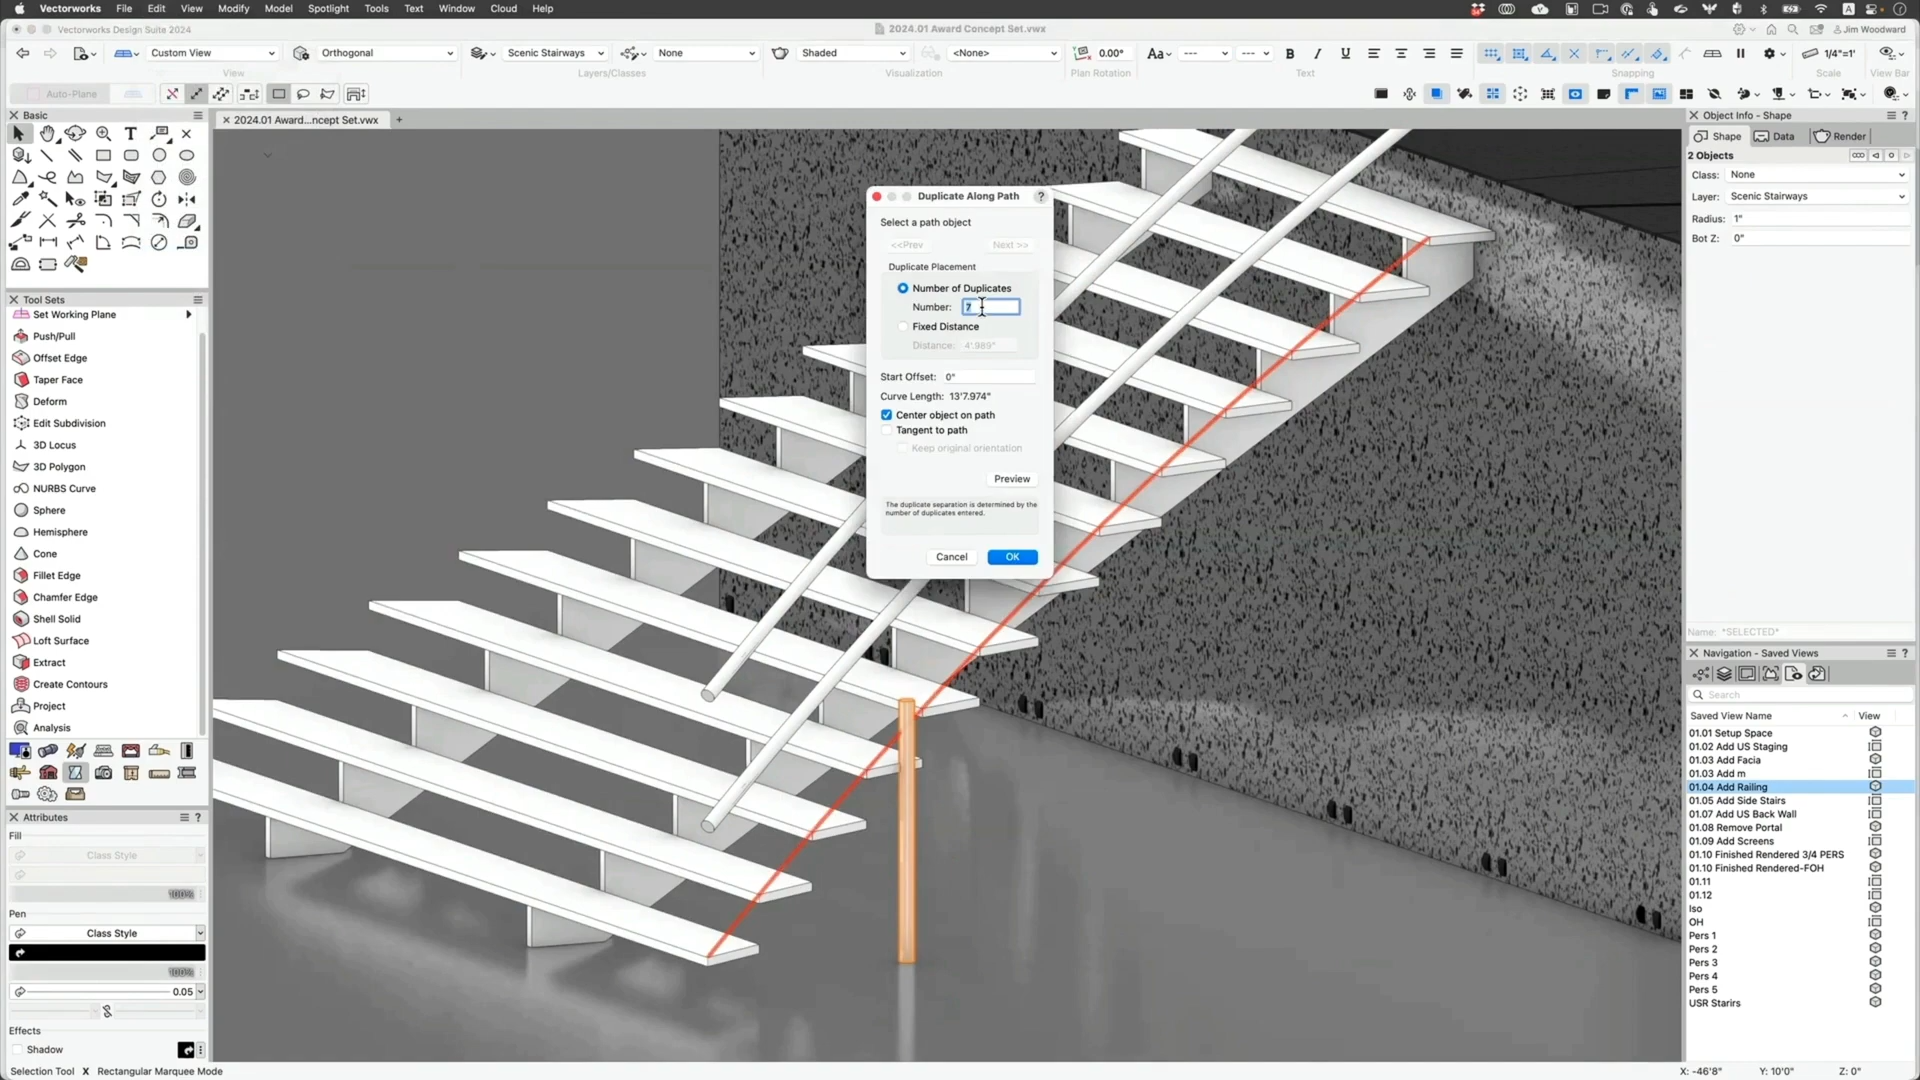 Vectorworks File Edit View Modify Model Spotlight Tools Text Window Cloud Help
Vectorworks Design Suite 2024
2024.01 Award Concept Set.vwx
Jim Woodward
Custom View Orthogonal Scenic Stairways None Shaded <None> 0.00° Aa --- --- B I U 1/4"=1'
View Layers/Classes Visualization Plan Rotation Text Snapping Scale View Bar
Auto-Plane
Basic
2024.01 Award...ncept Set.vwx
Tool Sets
Set Working Plane
Push/Pull
Offset Edge
Taper Face
Deform
Edit Subdivision
3D Locus
3D Polygon
NURBS Curve
Sphere
Hemisphere
Cone
Fillet Edge
Chamfer Edge
Shell Solid
Loft Surface
Extract
Create Contours
Project
Analysis
Attributes
Fill
Class Style
100%
Pen
Class Style
100%
0.05
Effects
Shadow
Selection Tool X Rectangular Marquee Mode
Duplicate Along Path
Select a path object
<<Prev Next >>
Duplicate Placement
Number of Duplicates
Number: 7
Fixed Distance
Distance: 4'.989"
Start Offset: 0"
Curve Length: 13'7.974"
Center object on path
Tangent to path
Keep original orientation
Preview
The duplicate separation is determined by the
number of duplicates entered.
Cancel OK
Object Info - Shape
Shape Data Render
2 Objects
Class: None
Layer: Scenic Stairways
Radius: 1"
Bot Z: 0"
Name: *SELECTED*
Navigation - Saved Views
Search
Saved View Name View
01.01 Setup Space
01.02 Add US Staging
01.03 Add Facia
01.03 Add m
01.04 Add Railing
01.05 Add Side Stairs
01.07 Add US Back Wall
01.08 Remove Portal
01.09 Add Screens
01.10 Finished Rendered 3/4 PERS
01.10 Finished Rendered-FOH
01.11
01.12
Iso
OH
Pers 1
Pers 2
Pers 3
Pers 4
Pers 5
USR Starirs
X: -46'8" Y: 10'0" Z: 0"